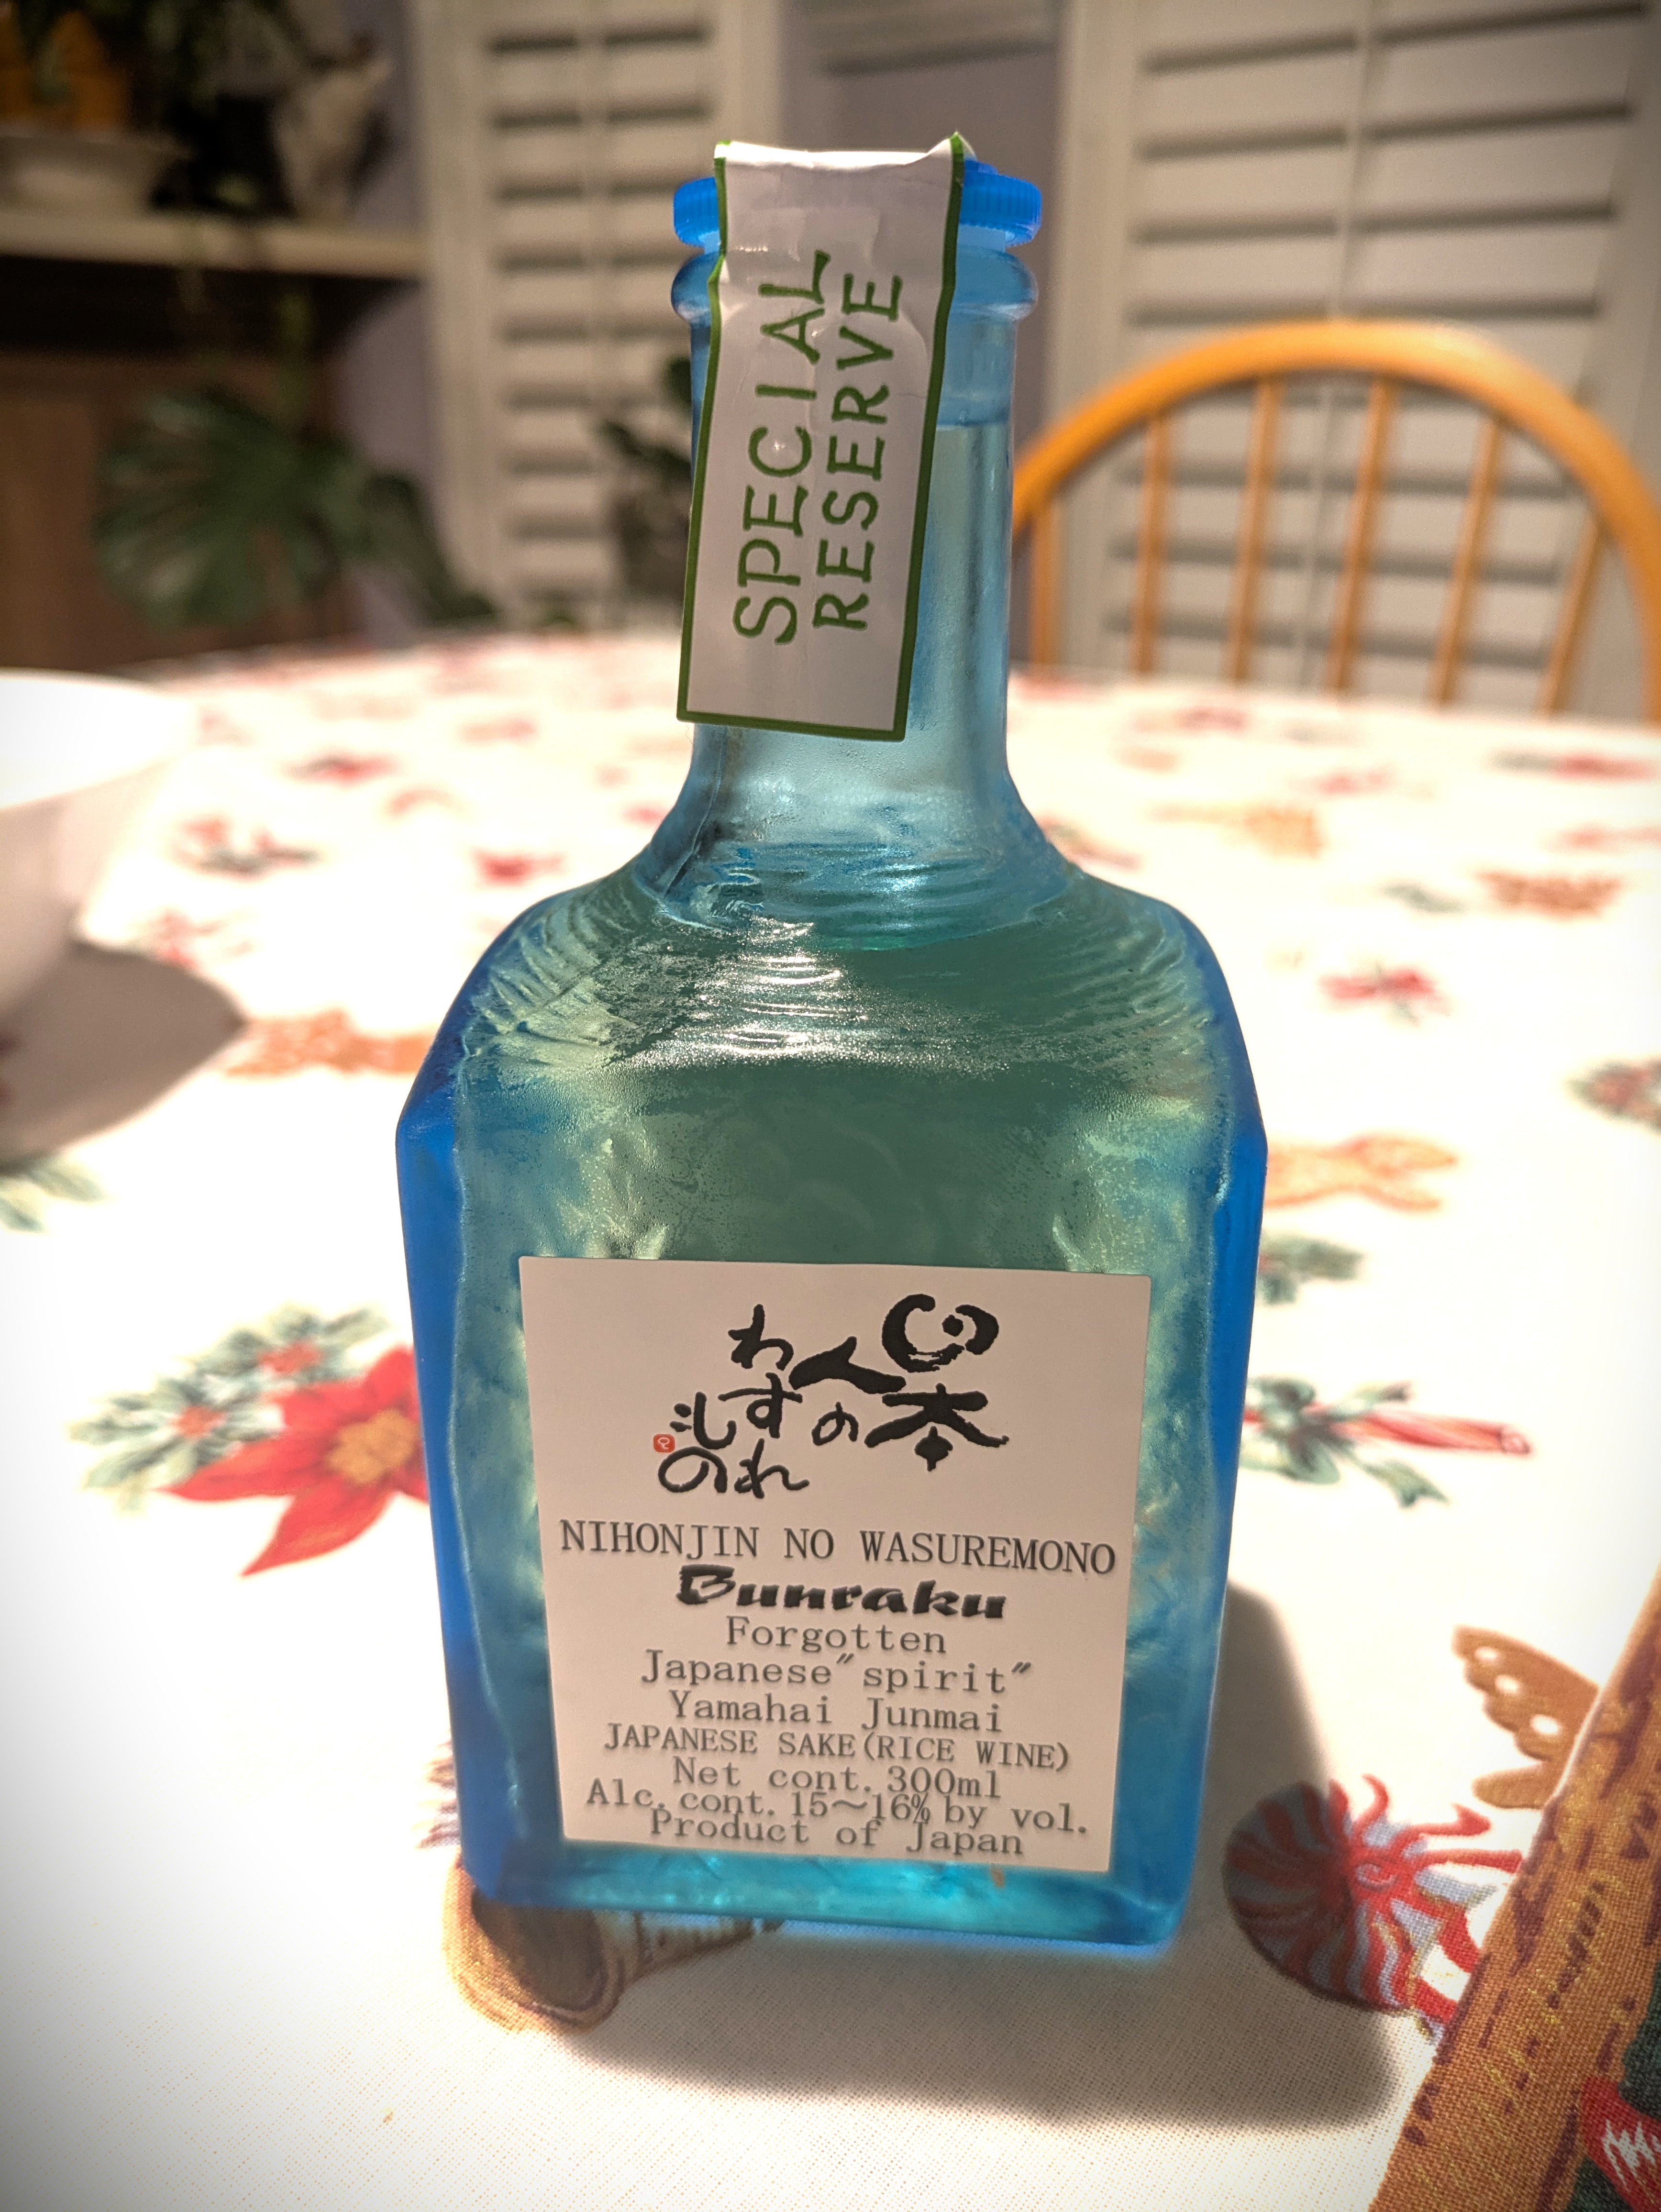 SPECIAL
RESERVE
日本
人の
わすれ
もの
NIHONJIN NO WASUREMONO
Bunraku
Forgotten
Japanese"spirit"
Yamahai Junmai
JAPANESE SAKE(RICE WINE)
Net cont.300ml
Alc.cont.15～16%by vol.
Product of Japan